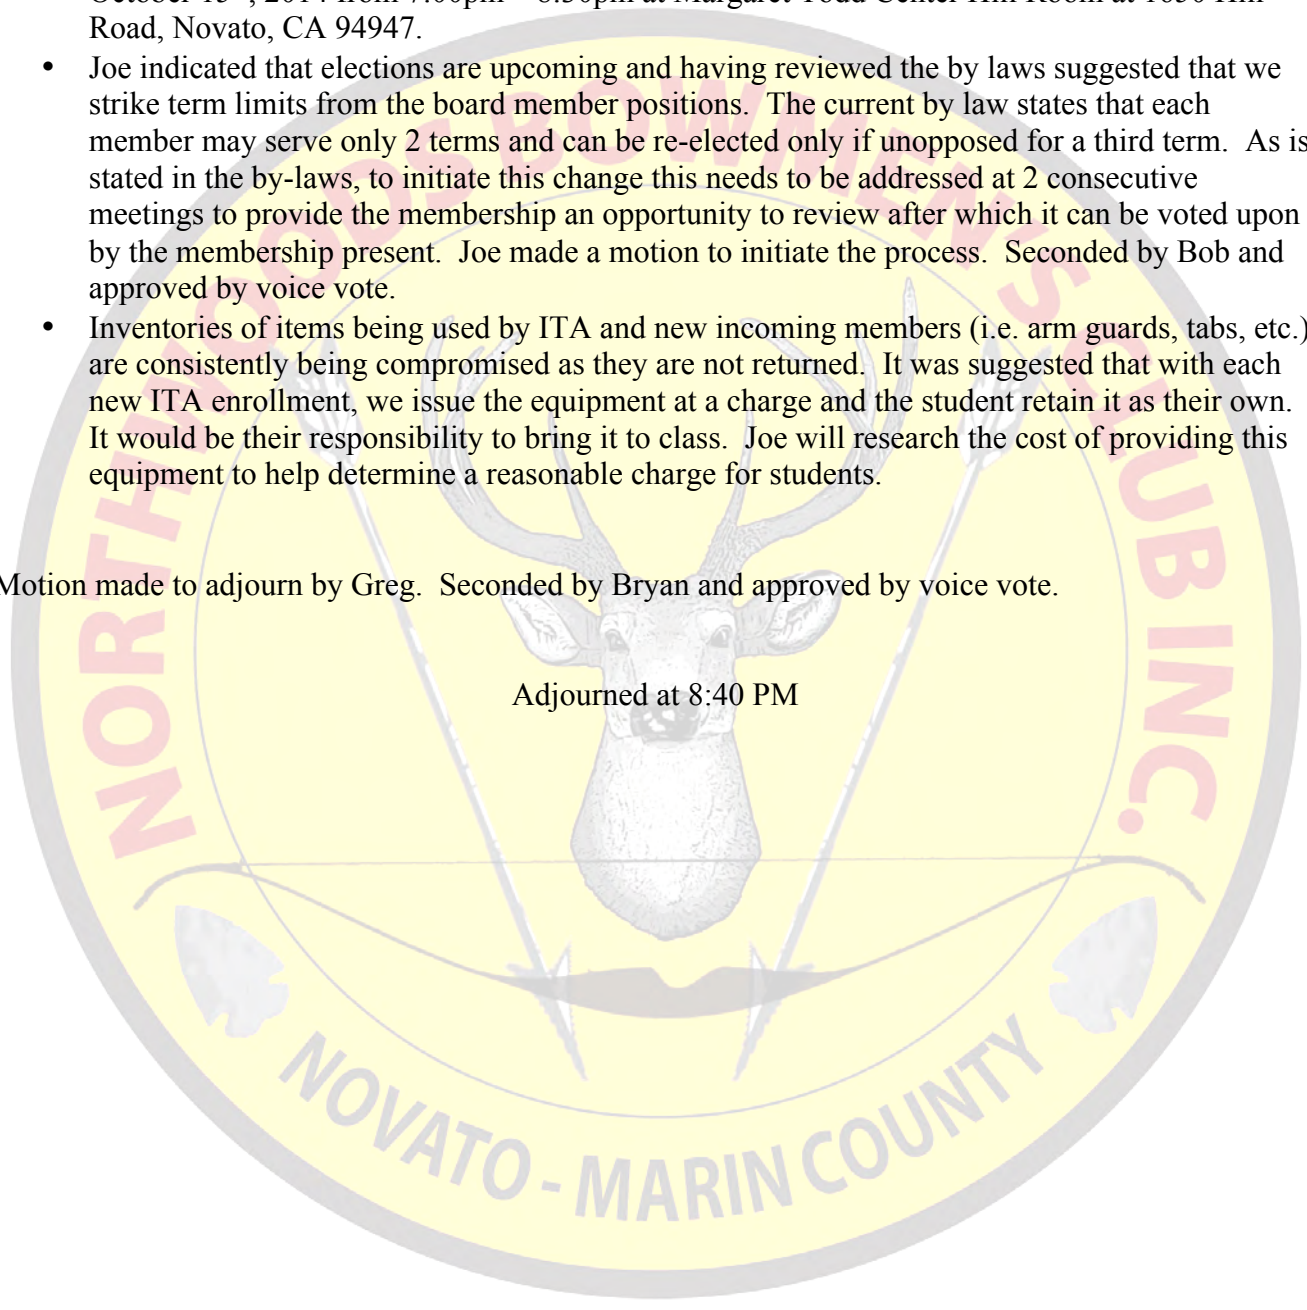 Road, Novato, CA 94947.
• Joe indicated that elections are upcoming and having reviewed the by laws suggested that we
strike term limits from the board member positions. The current by law states that each
member may serve only 2 terms and can be re-elected only if unopposed for a third term. As is
stated in the by-laws, to initiate this change this needs to be addressed at 2 consecutive
meetings to provide the membership an opportunity to review after which it can be voted upon
by the membership present. Joe made a motion to initiate the process. Seconded by Bob and
approved by voice vote.
• Inventories of items being used by ITA and new incoming members (i.e. arm guards, tabs, etc.)
are consistently being compromised as they are not returned. It was suggested that with each
new ITA enrollment, we issue the equipment at a charge and the student retain it as their own.
It would be their responsibility to bring it to class. Joe will research the cost of providing this
equipment to help determine a reasonable charge for students.
Motion made to adjourn by Greg. Seconded by Bryan and approved by voice vote.
Adjourned at 8:40 PM
NORTHWOODS BOWMEN'S CLUB INC.
NOVATO - MARIN COUNTY